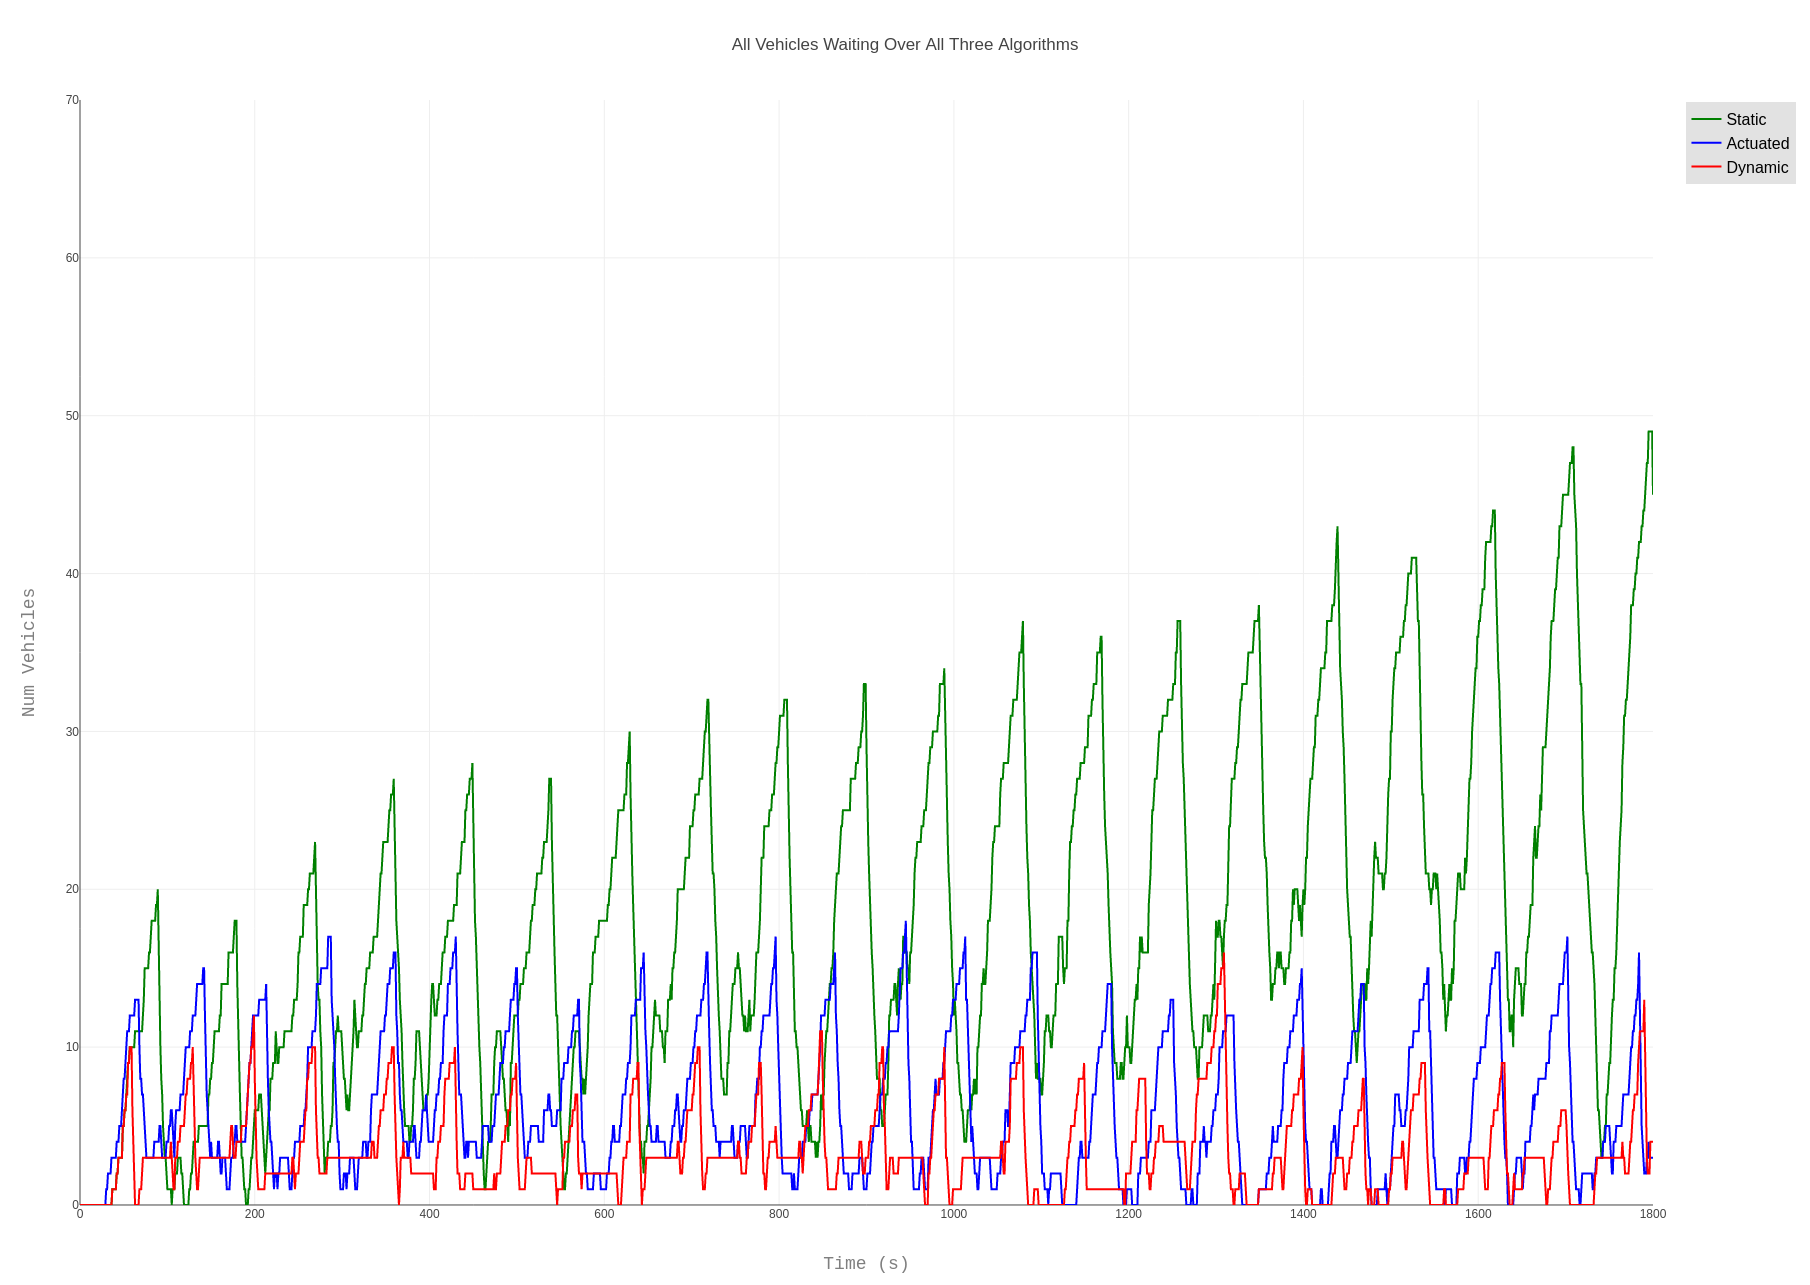 All Vehicles Waiting Over All Three Algorithms
Static
Actuated
Dynamic
70
60
50
40
30
20
10
0
Num Vehicles
0 200 400 600 800 1000 1200 1400 1600 1800
Time (s)